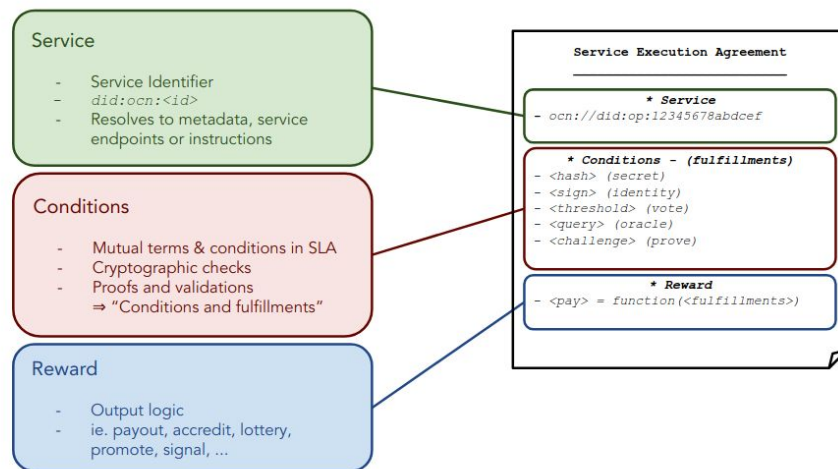 Service
- Service Identifier
- did:ocn:<id>
- Resolves to metadata, service
endpoints or instructions
Conditions
- Mutual terms & conditions in SLA
- Cryptographic checks
- Proofs and validations
⇒ “Conditions and fulfillments”
Reward
- Output logic
- ie. payout, accredit, lottery,
promote, signal, ...
Service Execution Agreement
* Service
- ocn://did:op:12345678abdcef
* Conditions - (fulfillments)
- <hash> (secret)
- <sign> (identity)
- <threshold> (vote)
- <query> (oracle)
- <challenge> (prove)
* Reward
- <pay> = function(<fulfillments>)